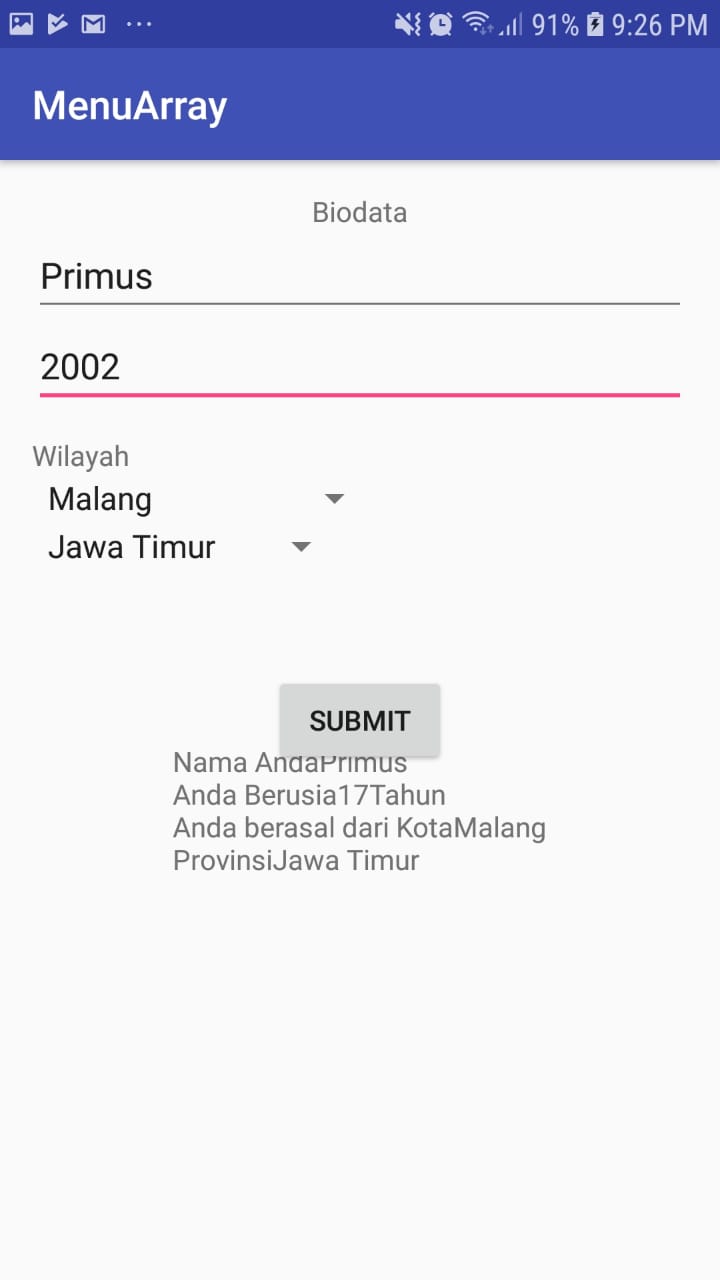 91% 9:26 PM
MenuArray
Biodata
Primus
2002
Wilayah
Malang
Jawa Timur
SUBMIT
Nama AndaPrimus
Anda Berusia17Tahun
Anda berasal dari KotaMalang
ProvinsiJawa Timur